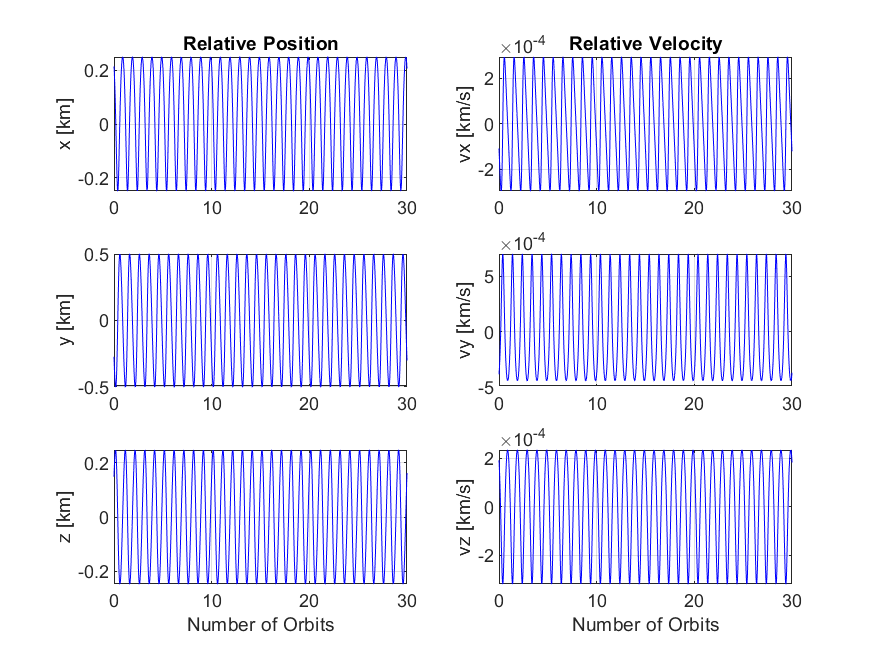 Relative Position
x [km]
0.2
0
-0.2
0 10 20 30
×10-4
Relative Velocity
vx [km/s]
2
0
-2
0 10 20 30
y [km]
0.5
0
-0.5
0 10 20 30
×10-4
vy [km/s]
5
0
-5
0 10 20 30
z [km]
0.2
0
-0.2
0 10 20 30
Number of Orbits
×10-4
vz [km/s]
2
0
-2
0 10 20 30
Number of Orbits